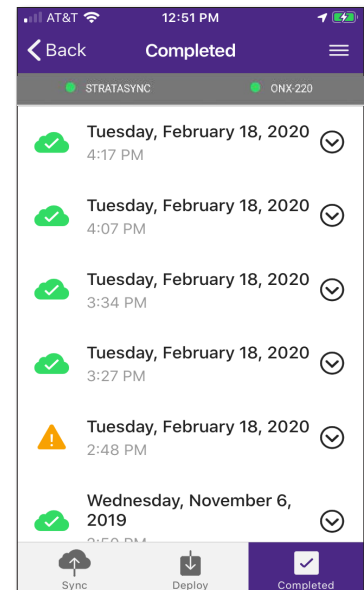 AT&T 12:51 PM
Back Completed
STRATASYNC ONX-220
Tuesday, February 18, 2020
4:17 PM
Tuesday, February 18, 2020
4:07 PM
Tuesday, February 18, 2020
3:34 PM
Tuesday, February 18, 2020
3:27 PM
Tuesday, February 18, 2020
2:48 PM
Wednesday, November 6,
2019
Sync Deploy Completed